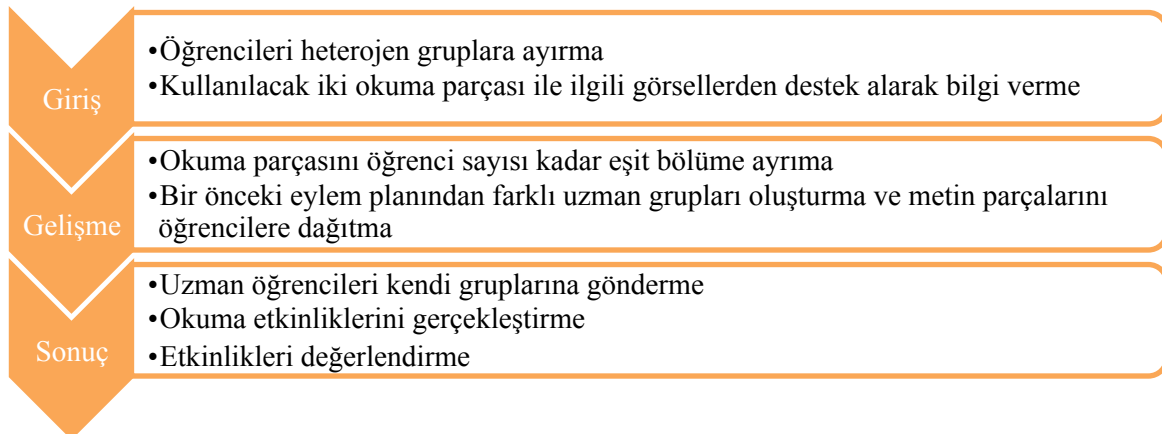 Giriş
•Öğrencileri heterojen gruplara ayırma
•Kullanılacak iki okuma parçası ile ilgili görsellerden destek alarak bilgi verme
Gelişme
•Okuma parçasını öğrenci sayısı kadar eşit bölüme ayrıma
•Bir önceki eylem planından farklı uzman grupları oluşturma ve metin parçalarını
öğrencilere dağıtma
Sonuç
•Uzman öğrencileri kendi gruplarına gönderme
•Okuma etkinliklerini gerçekleştirme
•Etkinlikleri değerlendirme